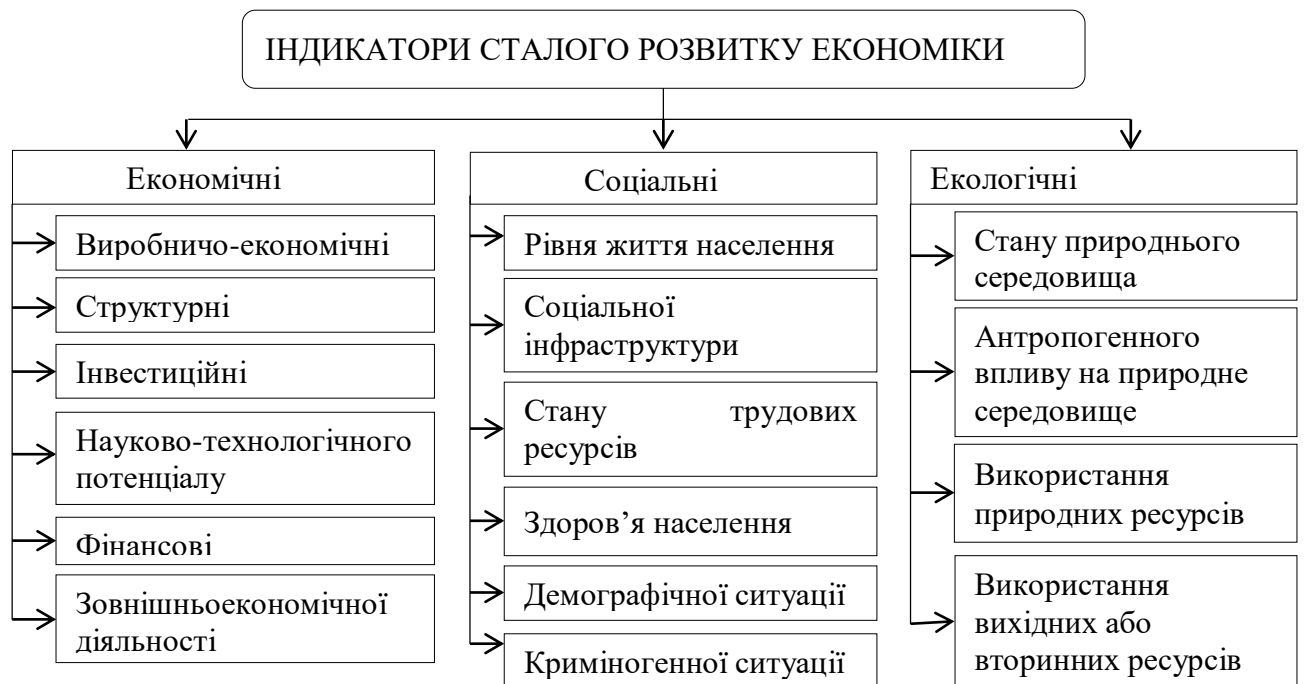 ІНДИКАТОРИ СТАЛОГО РОЗВИТКУ ЕКОНОМІКИ
Економічні
Виробничо-економічні
Структурні
Інвестиційні
Науково-технологічного
потенціалу
Фінансові
Зовнішньоекономічної
діяльності
Соціальні
Рівня життя населення
Соціальної
інфраструктури
Стану трудових
ресурсів
Здоров’я населення
Демографічної ситуації
Криміногенної ситуації
Екологічні
Стану природнього
середовища
Антропогенного
впливу на природне
середовище
Використання
природних ресурсів
Використання
вихідних або
вторинних ресурсів